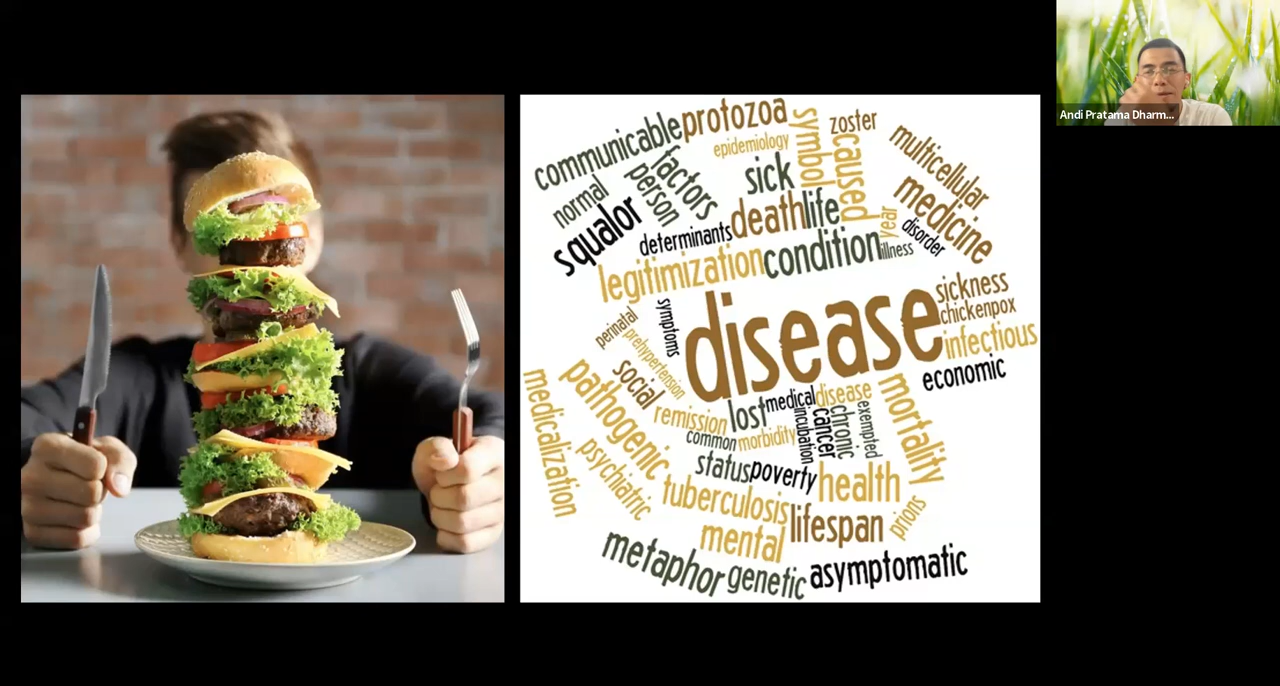 Andi Pratama Dharm...
communicable
protozoa
epidemiology
symbol
zoster
caused
multicellular
factors
person
normal
sick
squalor
determinants
death
life
year
disorder
medicine
legitimization
condition
illness
symptoms
perinatal
prehypertension
disease
sickness
chickenpox
infectious
economic
social
pathogenic
medicalization
remission
lost
medical
disease
common
morbidity
incubation
cancer
chronic
exempted
mortality
psychiatric
status
poverty
health
tuberculosis
lifespan
prions
mental
metaphor
genetic
asymptomatic